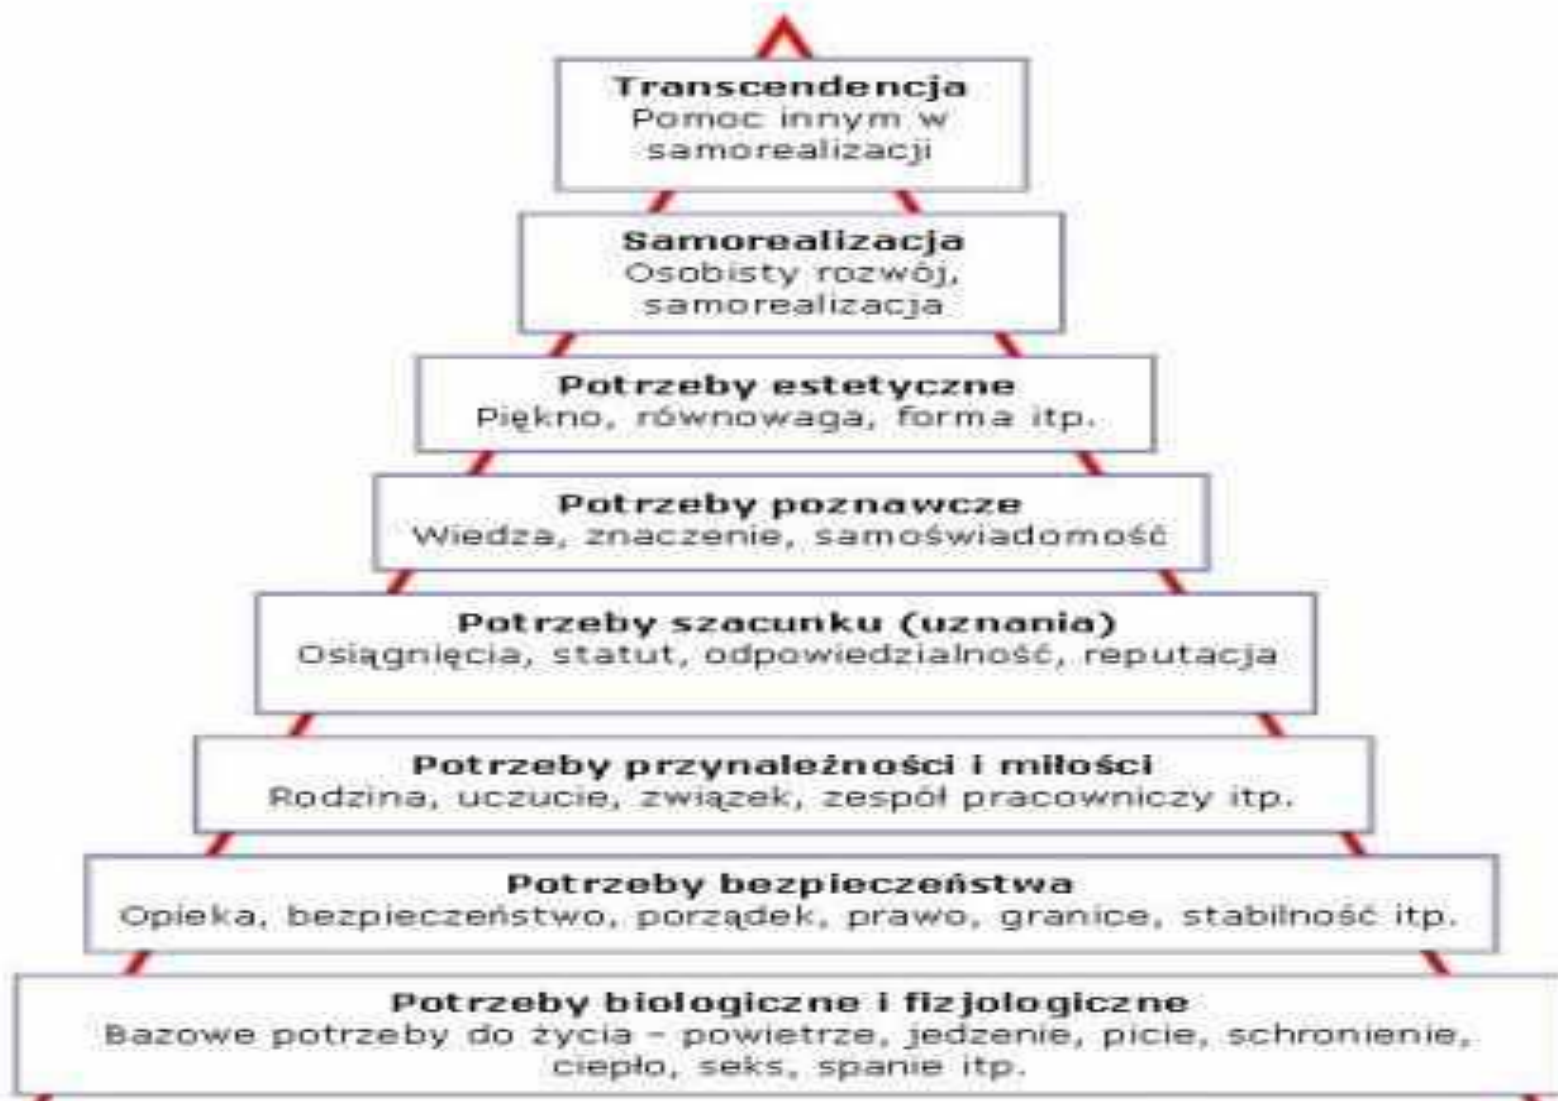 Transcendencja
Pomoc innym w
samorealizacji
Samorealizacja
Osobisty rozwój,
samorealizacja
Potrzeby estetyczne
Piękno, równowaga, forma itp.
Potrzeby poznawcze
Wiedza, znaczenie, samoświadomość
Potrzeby szacunku (uznania)
Osiągnięcia, statut, odpowiedzialność, reputacja
Potrzeby przynależności i miłości
Rodzina, uczucie, związek, zespół pracowniczy itp.
Potrzeby bezpieczeństwa
Opieka, bezpieczeństwo, porządek, prawo, granice, stabilność itp.
Potrzeby biologiczne i fizjologiczne
Bazowe potrzeby do życia – powietrze, jedzenie, picie, schronienie,
ciepło, seks, spanie itp.